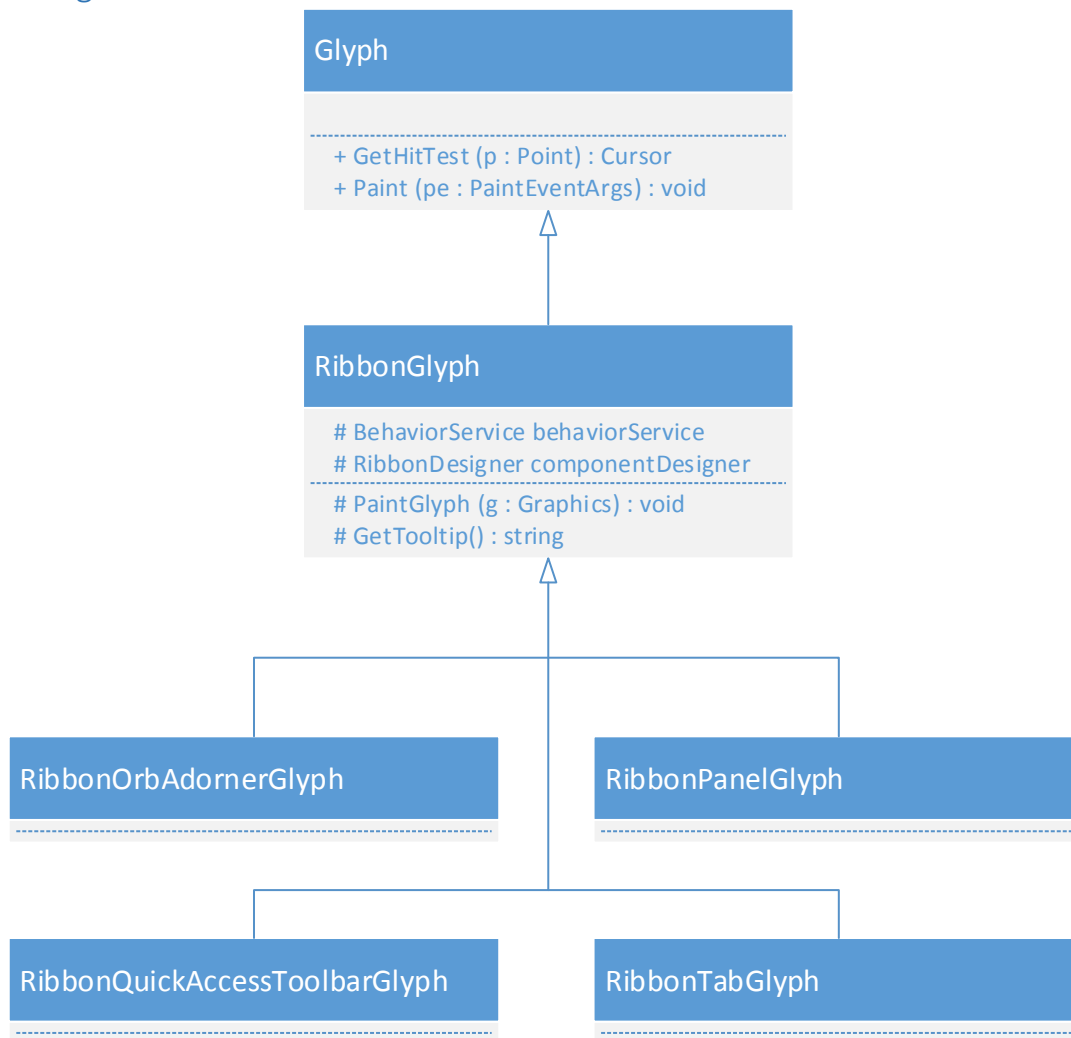 Glyph
+ GetHitTest (p : Point) : Cursor
+ Paint (pe : PaintEventArgs) : void
RibbonGlyph
# BehaviorService behaviorService
# RibbonDesigner componentDesigner
# PaintGlyph (g : Graphics) : void
# GetTooltip() : string
RibbonOrbAdornerGlyph
RibbonPanelGlyph
RibbonQuickAccessToolbarGlyph
RibbonTabGlyph